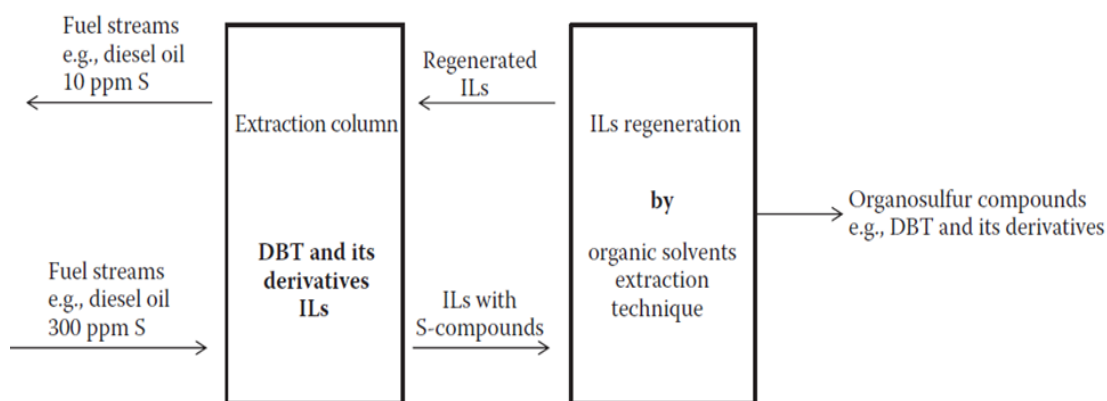 Fuel streams
e.g., diesel oil
10 ppm S
Regenerated
ILs
Extraction column
ILs regeneration
by
organic solvents
extraction
technique
DBT and its
derivatives
ILs
Fuel streams
e.g., diesel oil
300 ppm S
ILs with
S-compounds
Organosulfur compounds
e.g., DBT and its derivatives